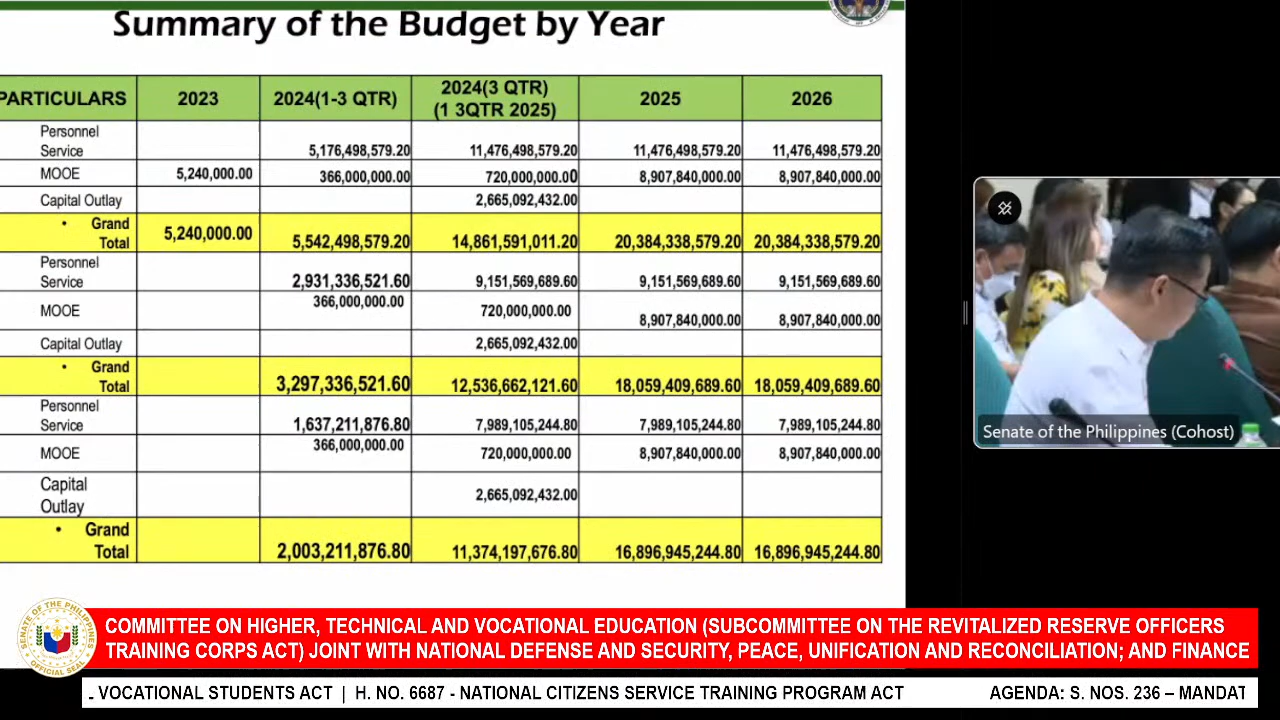 Summary of the Budget by Year
PARTICULARS 2023 2024(1-3 QTR) 2024(3 QTR) (1 3QTR 2025) 2025 2026
Personnel Service 5,176,498,579.20 11,476,498,579.20 11,476,498,579.20 11,476,498,579.20
MOOE 5,240,000.00 366,000,000.00 720,000,000.00 8,907,840,000.00 8,907,840,000.00
Capital Outlay 2,665,092,432.00
• Grand Total 5,240,000.00 5,542,498,579.20 14,861,591,011.20 20,384,338,579.20 20,384,338,579.20
Personnel Service 2,931,336,521.60 9,151,569,689.60 9,151,569,689.60 9,151,569,689.60
MOOE 366,000,000.00 720,000,000.00 8,907,840,000.00 8,907,840,000.00
Capital Outlay 2,665,092,432.00
• Grand Total 3,297,336,521.60 12,536,662,121.60 18,059,409,689.60 18,059,409,689.60
Personnel Service 1,637,211,876.80 7,989,105,244.80 7,989,105,244.80 7,989,105,244.80
MOOE 366,000,000.00 720,000,000.00 8,907,840,000.00 8,907,840,000.00
Capital Outlay 2,665,092,432.00
• Grand Total 2,003,211,876.80 11,374,197,676.80 16,896,945,244.80 16,896,945,244.80
Senate of the Philippines (Cohost)
SENATE OF THE PHILIPPINES
OFFICIAL SEAL
COMMITTEE ON HIGHER, TECHNICAL AND VOCATIONAL EDUCATION (SUBCOMMITTEE ON THE REVITALIZED RESERVE OFFICERS
TRAINING CORPS ACT) JOINT WITH NATIONAL DEFENSE AND SECURITY, PEACE, UNIFICATION AND RECONCILIATION; AND FINANCE
VOCATIONAL STUDENTS ACT | H. NO. 6687 - NATIONAL CITIZENS SERVICE TRAINING PROGRAM ACT AGENDA: S. NOS. 236 – MANDAT